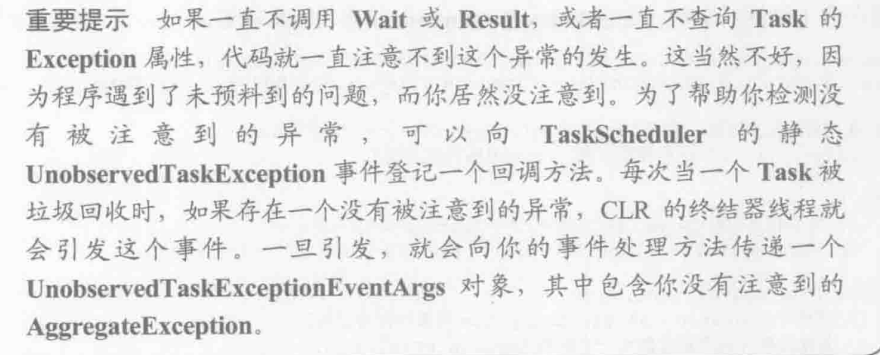 重要提示 如果一直不调用 Wait 或 Result，或者一直不查询 Task 的
Exception 属性，代码就一直注意不到这个异常的发生。这当然不好，因
为程序遇到了未预料到的问题，而你居然没注意到。为了帮助你检测没
有被注意到的异常，可以向 TaskScheduler 的静态
UnobservedTaskException 事件登记一个回调方法。每次当一个 Task 被
垃圾回收时，如果存在一个没有被注意到的异常，CLR 的终结器线程就
会引发这个事件。一旦引发，就会向你的事件处理方法传递一个
UnobservedTaskExceptionEventArgs 对象，其中包含你没有注意到的
AggregateException。